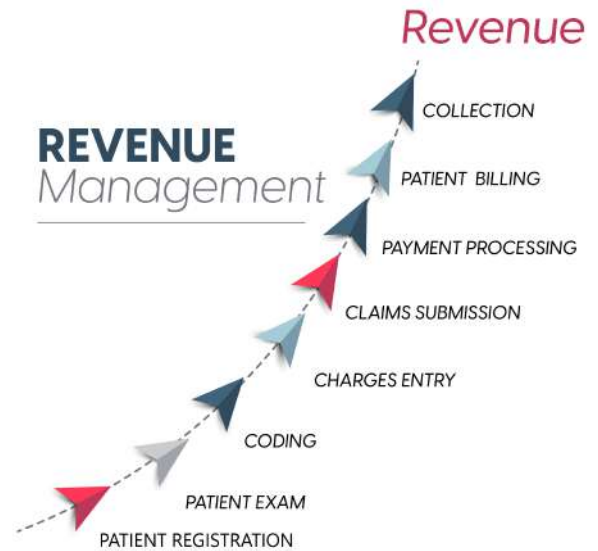 Revenue
COLLECTION
REVENUE
Management
PATIENT BILLING
PAYMENT PROCESSING
CLAIMS SUBMISSION
CHARGES ENTRY
CODING
PATIENT EXAM
PATIENT REGISTRATION